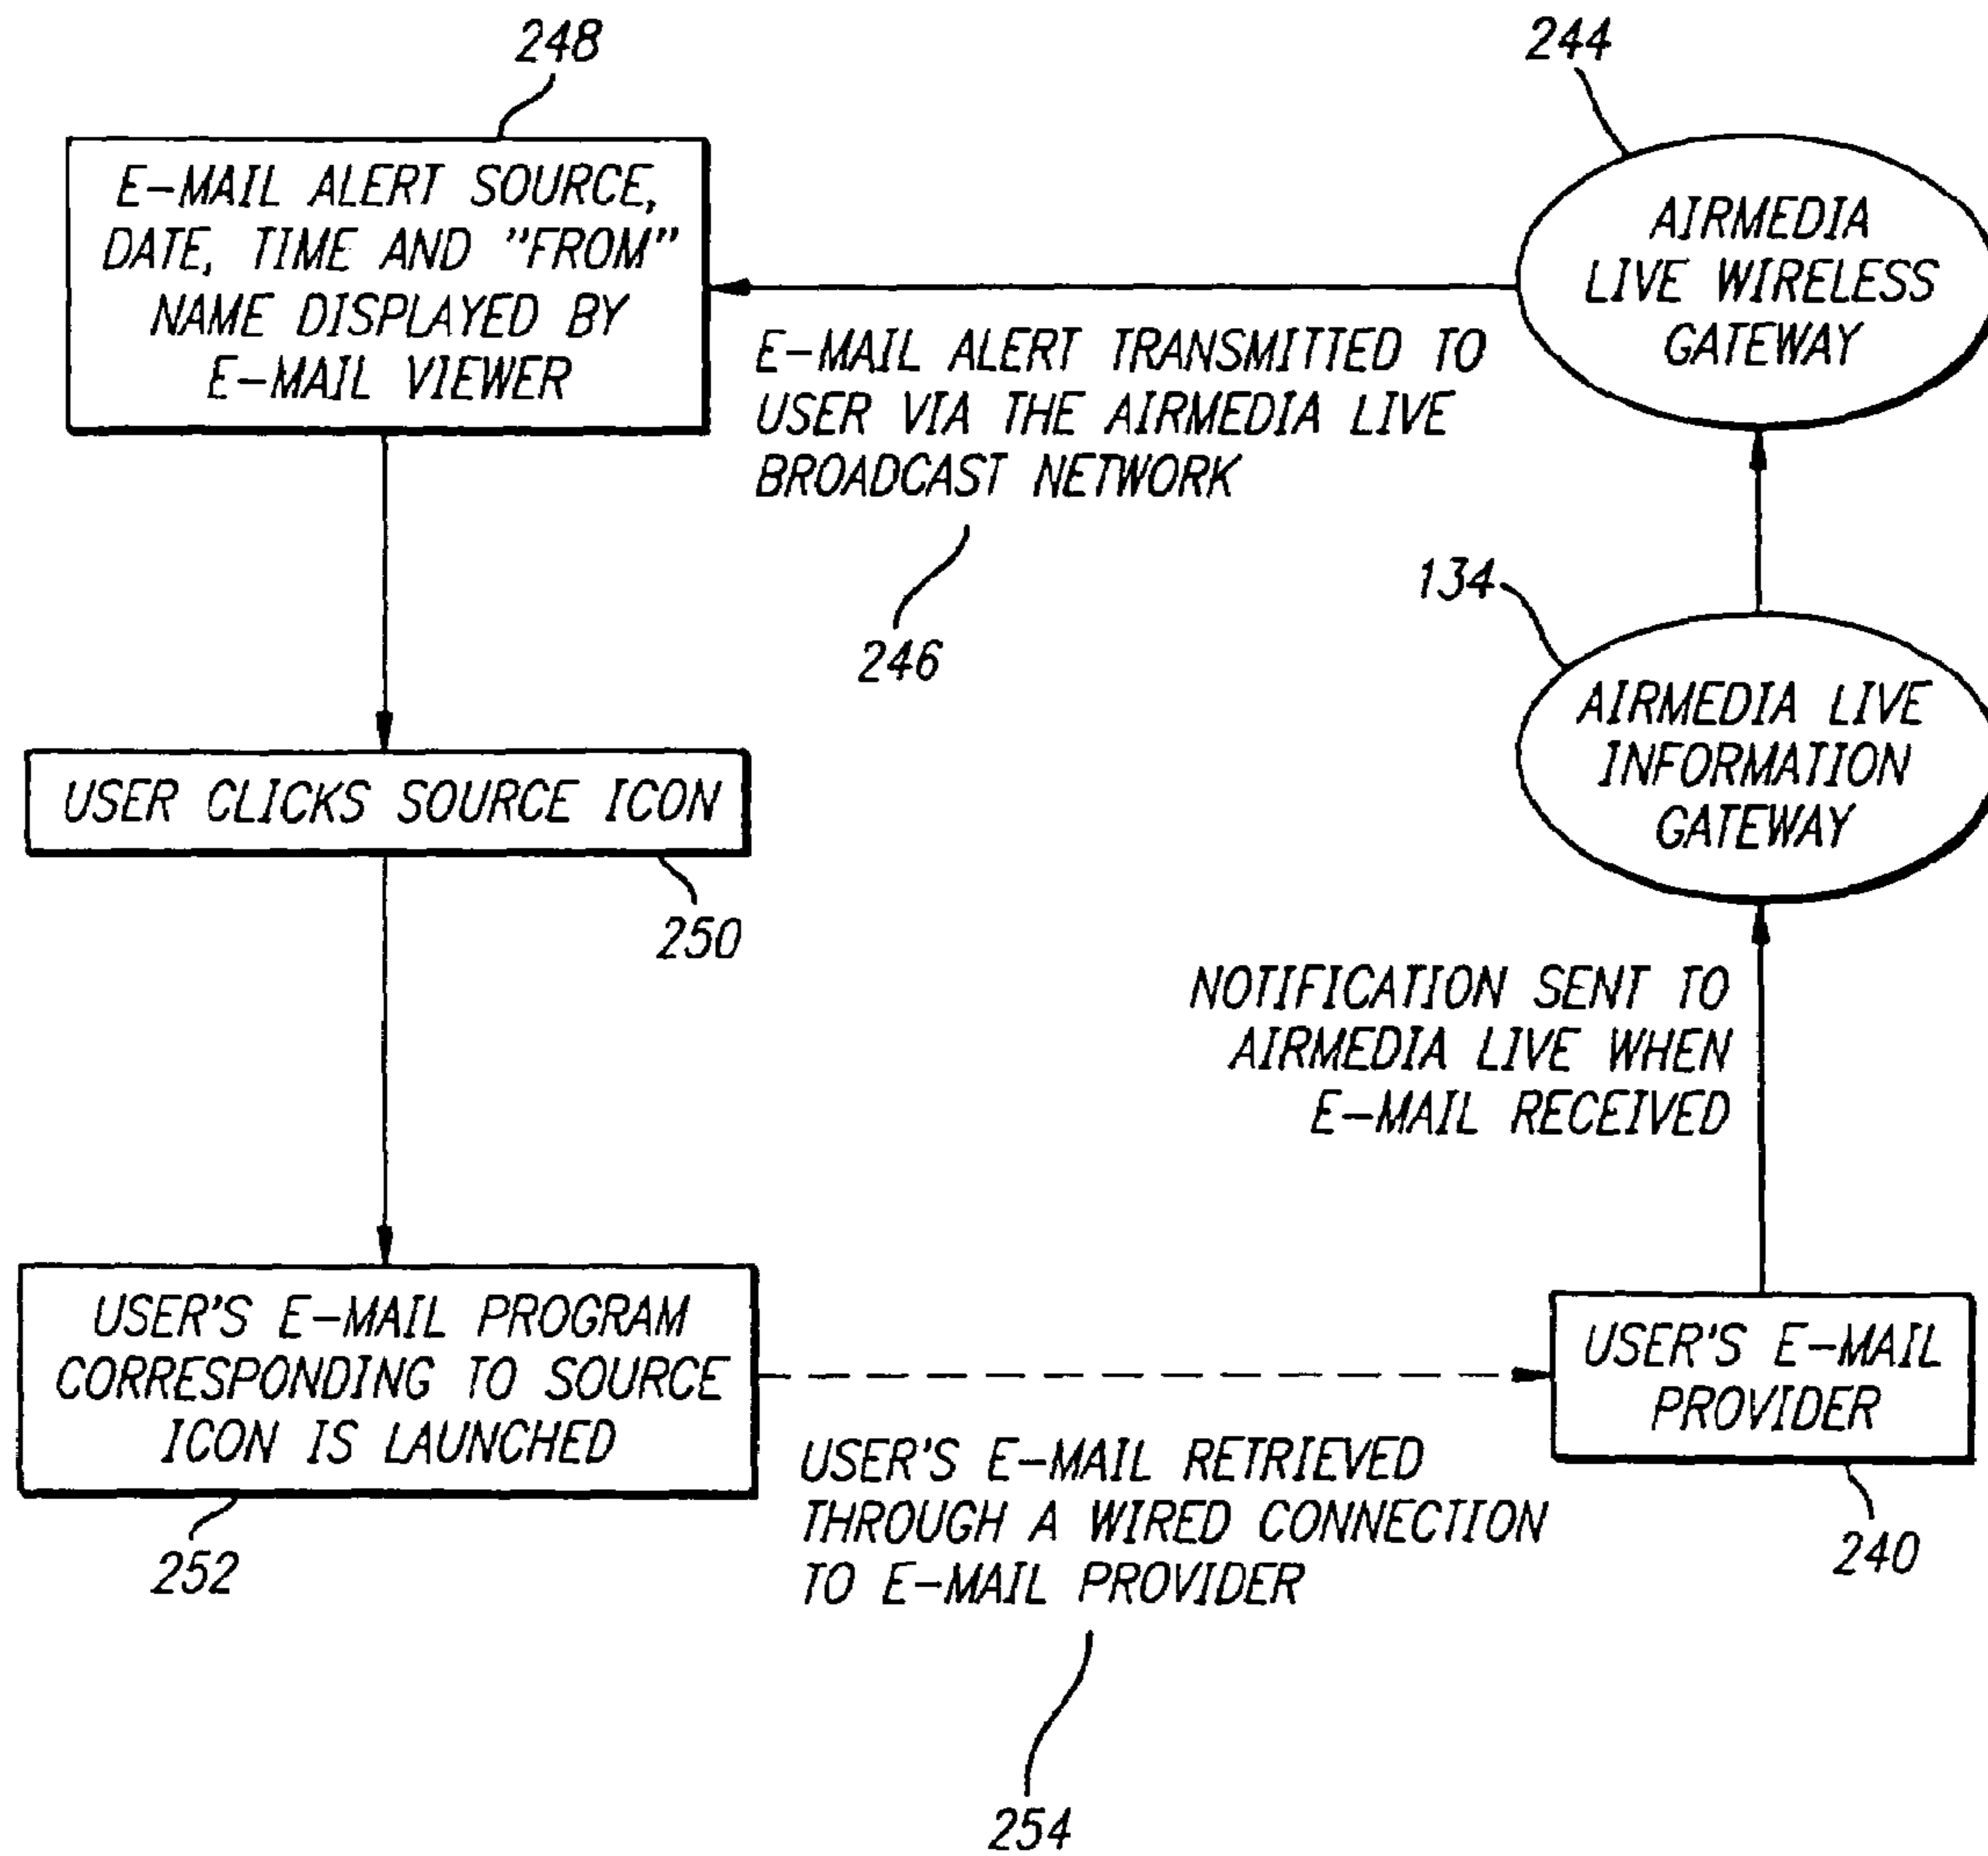 248
244
E-MAIL ALERT SOURCE,
DATE, TIME AND "FROM"
NAME DISPLAYED BY
E-MAIL VIEWER
AIRMEDIA
LIVE WIRELESS
GATEWAY
E-MAIL ALERT TRANSMITTED TO
USER VIA THE AIRMEDIA LIVE
BROADCAST NETWORK
246
134
AIRMEDIA LIVE
INFORMATION
GATEWAY
USER CLICKS SOURCE ICON
250
NOTIFICATION SENT TO
AIRMEDIA LIVE WHEN
E-MAIL RECEIVED
USER'S E-MAIL PROGRAM
CORRESPONDING TO SOURCE
ICON IS LAUNCHED
252
USER'S E-MAIL
PROVIDER
240
USER'S E-MAIL RETRIEVED
THROUGH A WIRED CONNECTION
TO E-MAIL PROVIDER
254